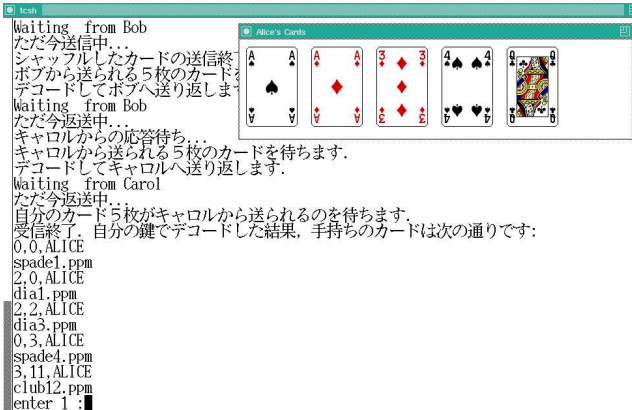 tcsh
Waiting from Bob
ただ今送信中...
シャッフルしたカードの送信終
ボブから送られる５枚のカード
デコードしてボブへ送り返しま
Waiting from Bob
ただ今返送中...
キャロルからの応答待ち...
キャロルから送られる５枚のカードを待ちます.
デコードしてキャロルへ送り返します.
Waiting from Carol
ただ今返送中...
自分のカード５枚がキャロルから送られるのを待ちます.
受信終了. 自分の鍵でデコードした結果, 手持ちのカードは次の通りです:
0,0,ALICE
spade1.ppm
2,0,ALICE
dia1.ppm
2,2,ALICE
dia3.ppm
0,3,ALICE
spade4.ppm
3,11,ALICE
club12.ppm
enter 1 :
Alice's Cards
A A A A
A A A A
3 3 3 3
4 4 4 4
Q Q Q Q